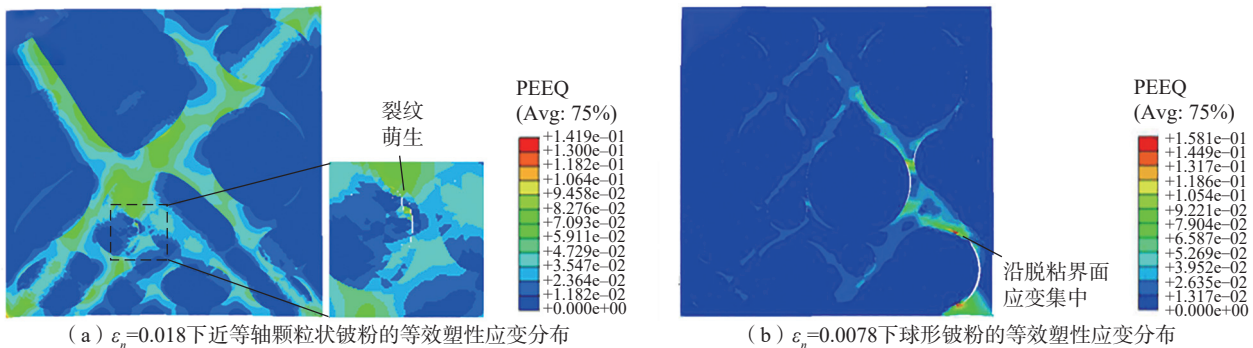 裂纹
萌生
PEEQ
(Avg: 75%)
+1.419e−01
+1.300e−01
+1.182e−01
+1.064e−01
+9.458e−02
+8.276e−02
+7.093e−02
+5.911e−02
+4.729e−02
+3.547e−02
+2.364e−02
+1.182e−02
+0.000e+00
（a）εn=0.018下近等轴颗粒状铍粉的等效塑性应变分布
PEEQ
(Avg: 75%)
+1.581e−01
+1.449e−01
+1.317e−01
+1.186e−01
+1.054e−01
+9.221e−02
+7.904e−02
+6.587e−02
+5.269e−02
+3.952e−02
+2.635e−02
+1.317e−02
+0.000e+00
沿脱粘界面
应变集中
（b）εn=0.0078下球形铍粉的等效塑性应变分布